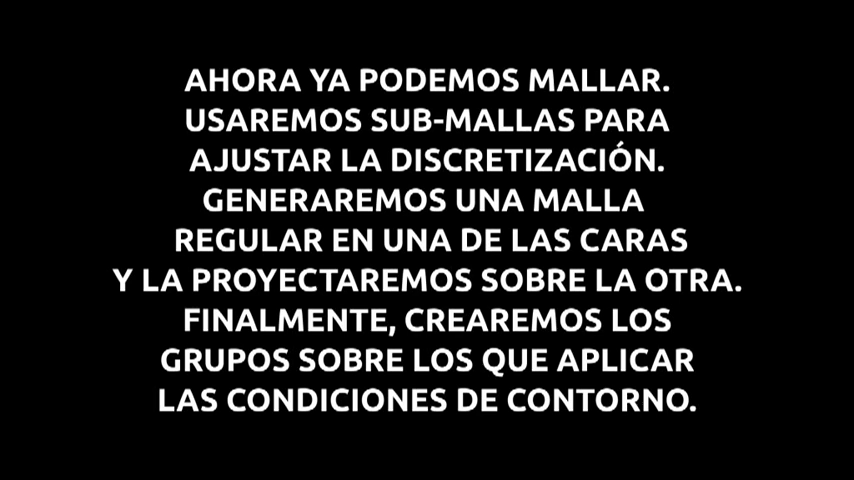 AHORA YA PODEMOS MALLAR.
USAREMOS SUB-MALLAS PARA
AJUSTAR LA DISCRETIZACIÓN.
GENERAREMOS UNA MALLA
REGULAR EN UNA DE LAS CARAS
Y LA PROYECTAREMOS SOBRE LA OTRA.
FINALMENTE, CREAREMOS LOS
GRUPOS SOBRE LOS QUE APLICAR
LAS CONDICIONES DE CONTORNO.